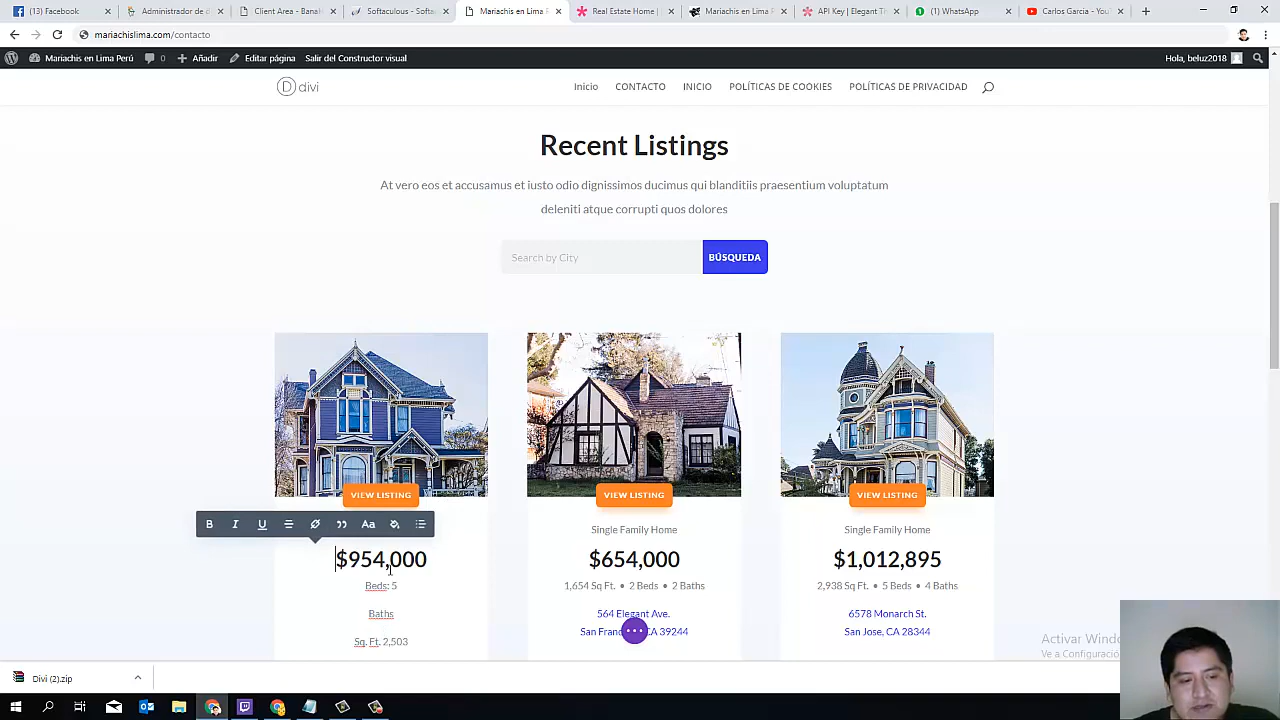 (13) Facebook
Administrador de d
Client Area - Banah
Softaculous - Softa
Mariachis en Lima P
Real Estate Home |
Mariachis en Lima P
API Key | Elegant T
(1) WhatsApp
Carlos Garcia - You
mariachislima.com/contacto
Mariachis en Lima Perú
0
Añadir
Editar página
Salir del Constructor visual
Hola, beluz2018
divi
Inicio
CONTACTO
INICIO
POLÍTICAS DE COOKIES
POLÍTICAS DE PRIVACIDAD
Recent Listings
At vero eos et accusamus et iusto odio dignissimos ducimus qui blanditiis praesentium voluptatum
deleniti atque corrupti quos dolores
Search by City
BÚSQUEDA
VIEW LISTING
VIEW LISTING
VIEW LISTING
B I U Aa
$954,000
Beds: 5
Baths
Sq. Ft. 2,503
Single Family Home
$654,000
1,654 Sq Ft. • 2 Beds • 2 Baths
564 Elegant Ave.
San Fran CA 39244
Single Family Home
$1,012,895
2,938 Sq Ft. • 5 Beds • 4 Baths
6578 Monarch St.
San Jose, CA 28344
Activar Windo
Ve a Configuració
Divi (2).zip